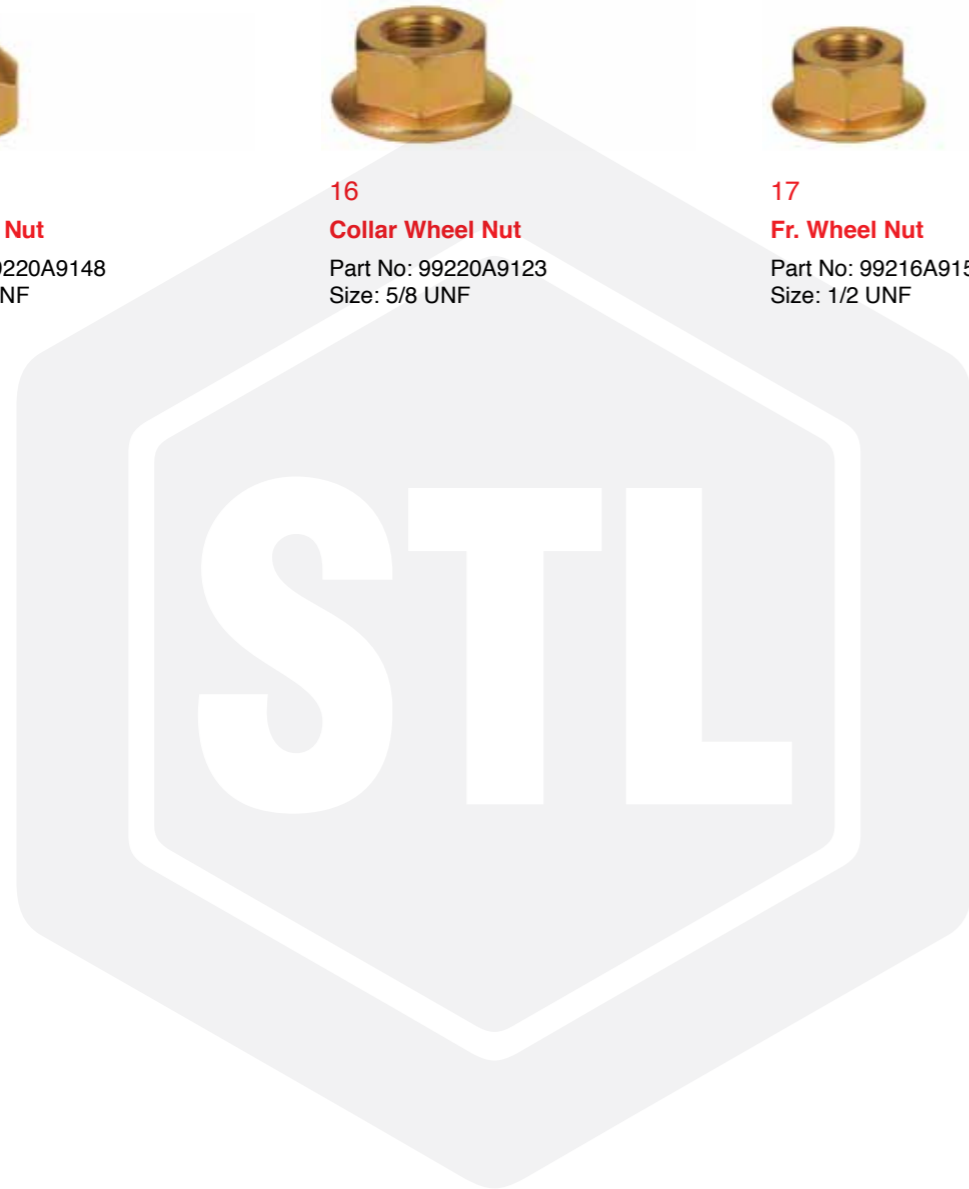 Nut
9220A9148
NF
16
Collar Wheel Nut
Part No: 99220A9123
Size: 5/8 UNF
17
Fr. Wheel Nut
Part No: 99216A915
Size: 1/2 UNF
STL